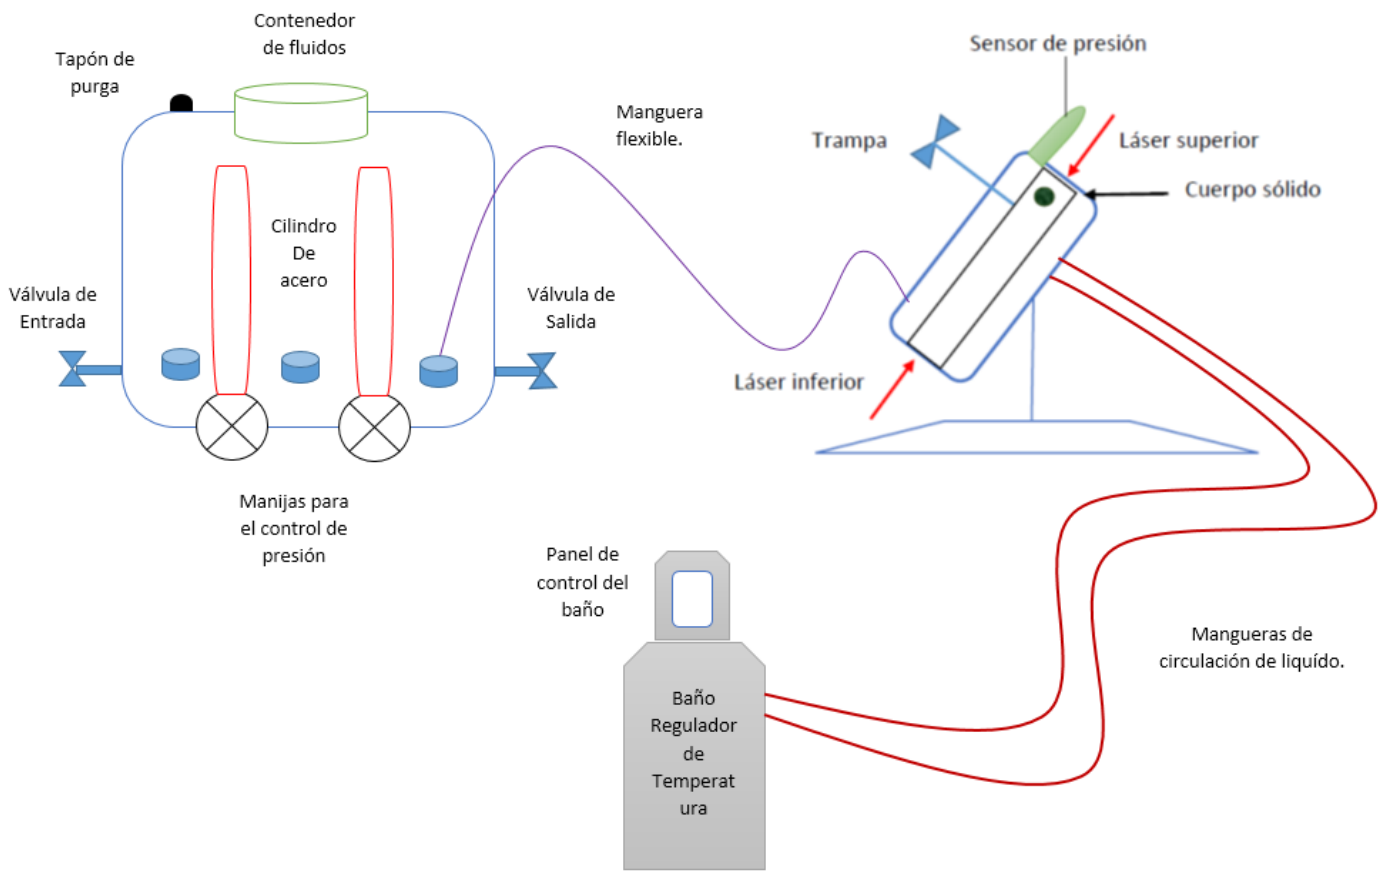 Contenedor
de fluidos
Tapón de
purga
Cilindro
De
acero
Válvula de
Entrada
Válvula de
Salida
Manijas para
el control de
presión
Manguera
flexible.
Sensor de presión
Trampa
Láser superior
Cuerpo sólido
Láser inferior
Panel de
control del
baño
Baño
Regulador
de
Temperat
ura
Mangueras de
circulación de liquído.